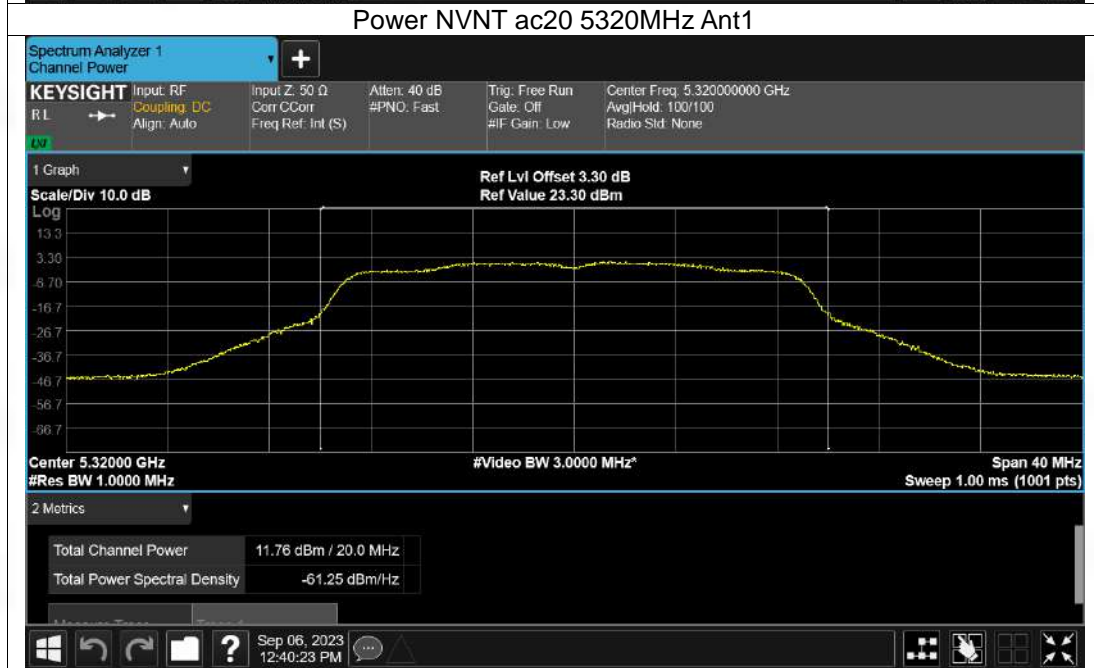 Power NVNT ac20 5320MHz Ant1
Spectrum Analyzer 1
Channel Power
+
KEYSIGHT Input: RF
RL
Coupling: DC
Align: Auto
Input Z: 50 Ω
Corr CCorr
Freq Ref: Int (S)
Atten: 40 dB
#PNO: Fast
Trig: Free Run
Gate: Off
#IF Gain: Low
Center Freq: 5.320000000 GHz
Avg|Hold: 100/100
Radio Std: None
LXI
1 Graph
Scale/Div 10.0 dB
Ref Lvl Offset 3.30 dB
Ref Value 23.30 dBm
Log
13.3
3.30
-6.70
-16.7
-26.7
-36.7
-46.7
-56.7
-66.7
Center 5.32000 GHz
#Video BW 3.0000 MHz*
Span 40 MHz
#Res BW 1.0000 MHz
Sweep 1.00 ms (1001 pts)
2 Metrics
Total Channel Power 11.76 dBm / 20.0 MHz
Total Power Spectral Density -61.25 dBm/Hz
?
Sep 06, 2023
12:40:23 PM